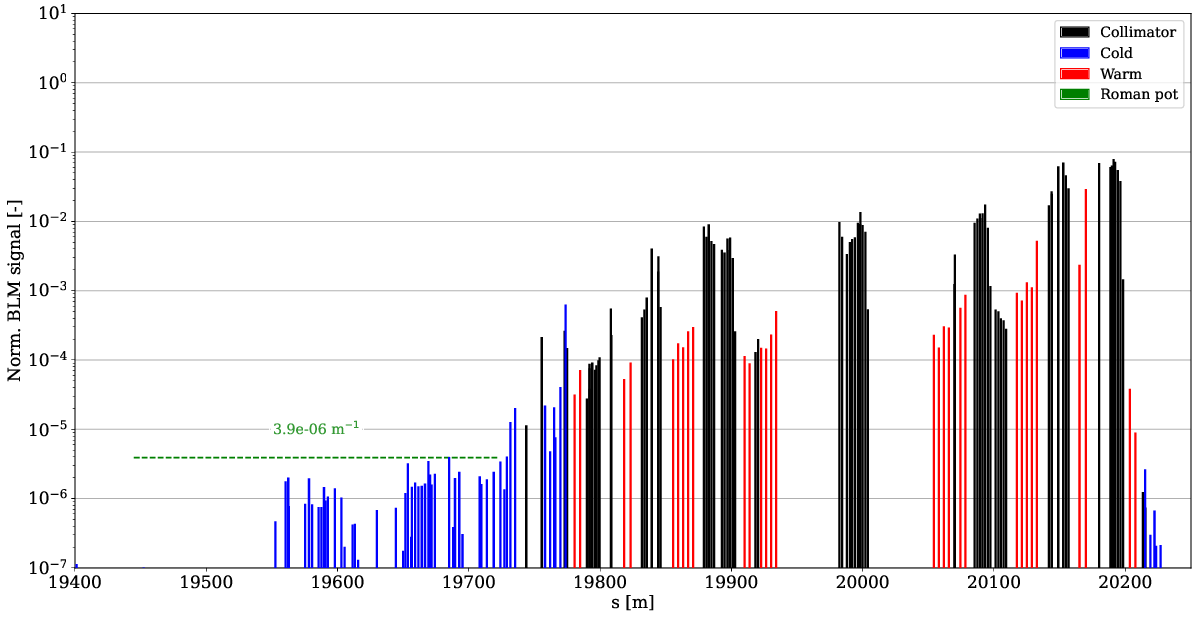 10¹
10⁰
10⁻¹
10⁻²
10⁻³
10⁻⁴
10⁻⁵
10⁻⁶
10⁻⁷
Norm. BLM signal [-]
Collimator
Cold
Warm
Roman pot
3.9e-06 m⁻¹
19400 19500 19600 19700 19800 19900 20000 20100 20200
s [m]